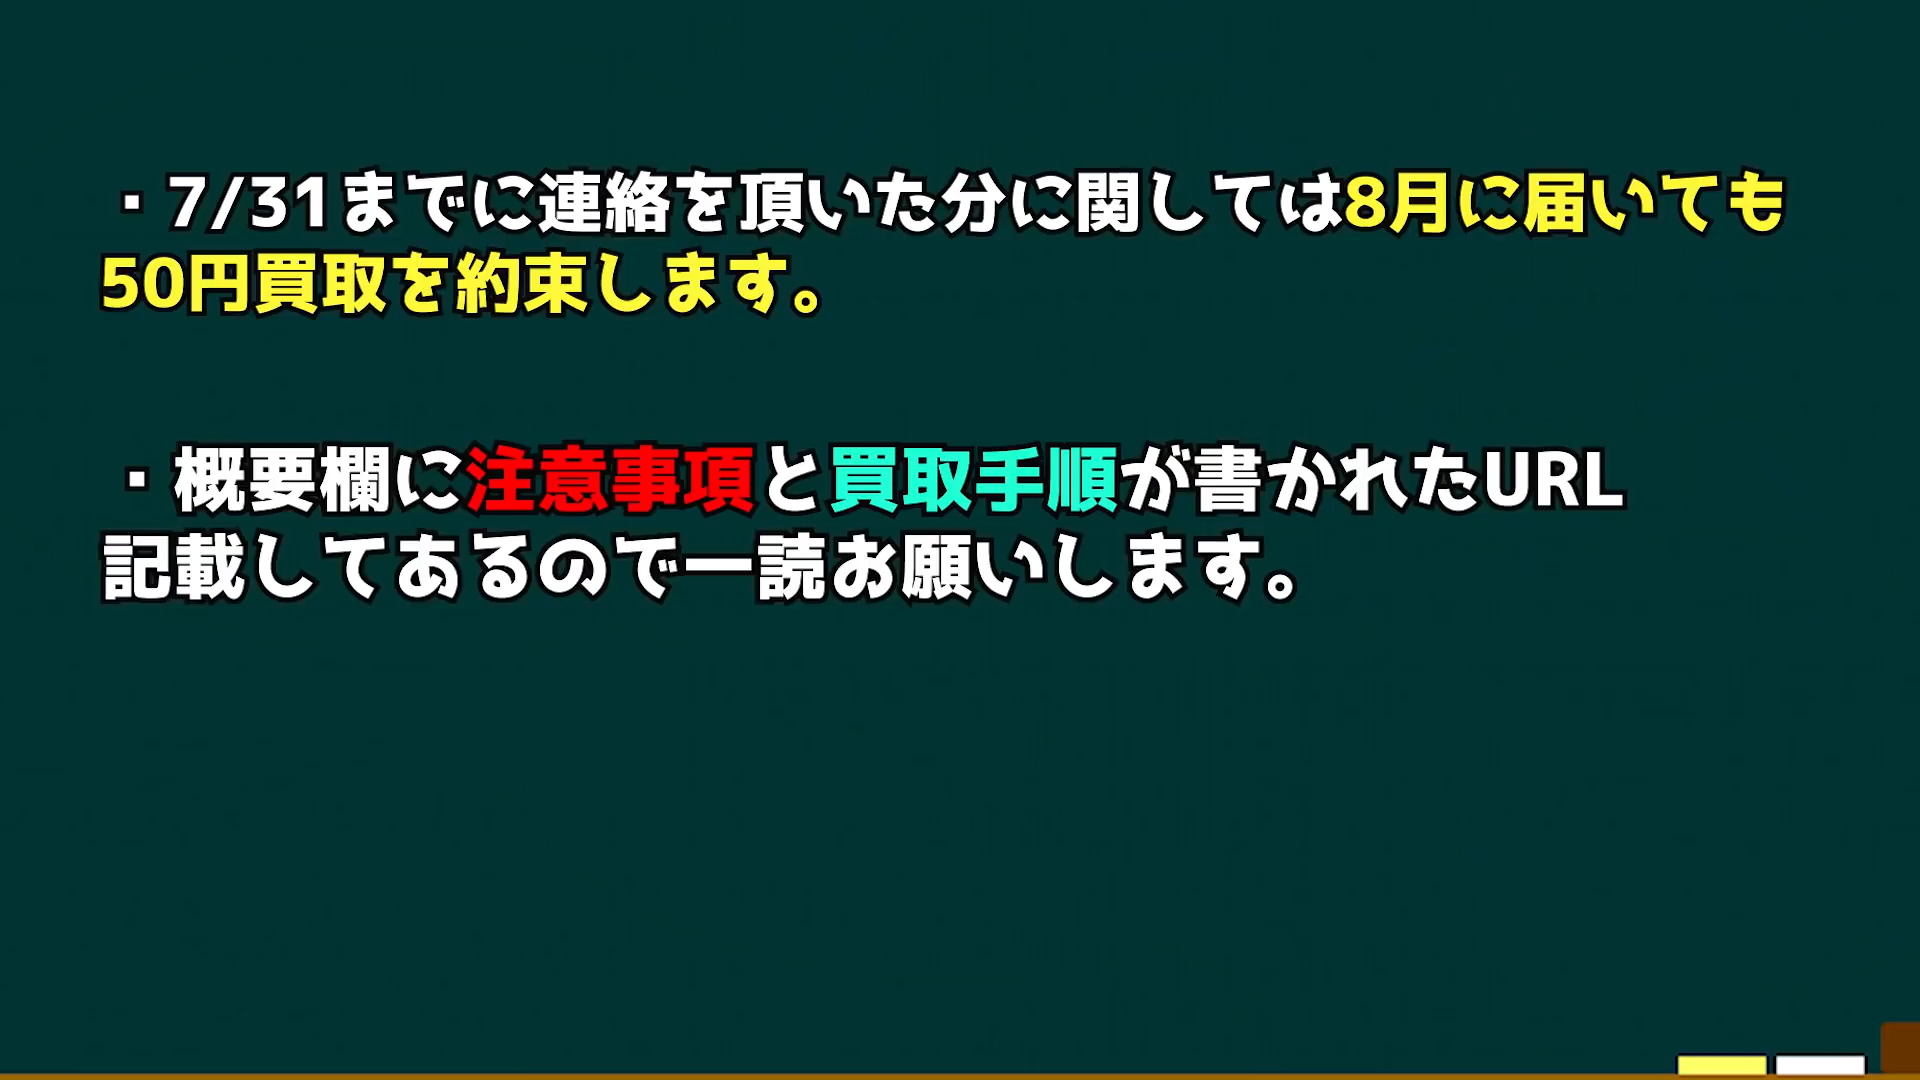 ・7/31までに連絡を頂いた分に関しては8月に届いても
50円買取を約束します。
・概要欄に注意事項と買取手順が書かれたURL
記載してあるので一読お願いします。